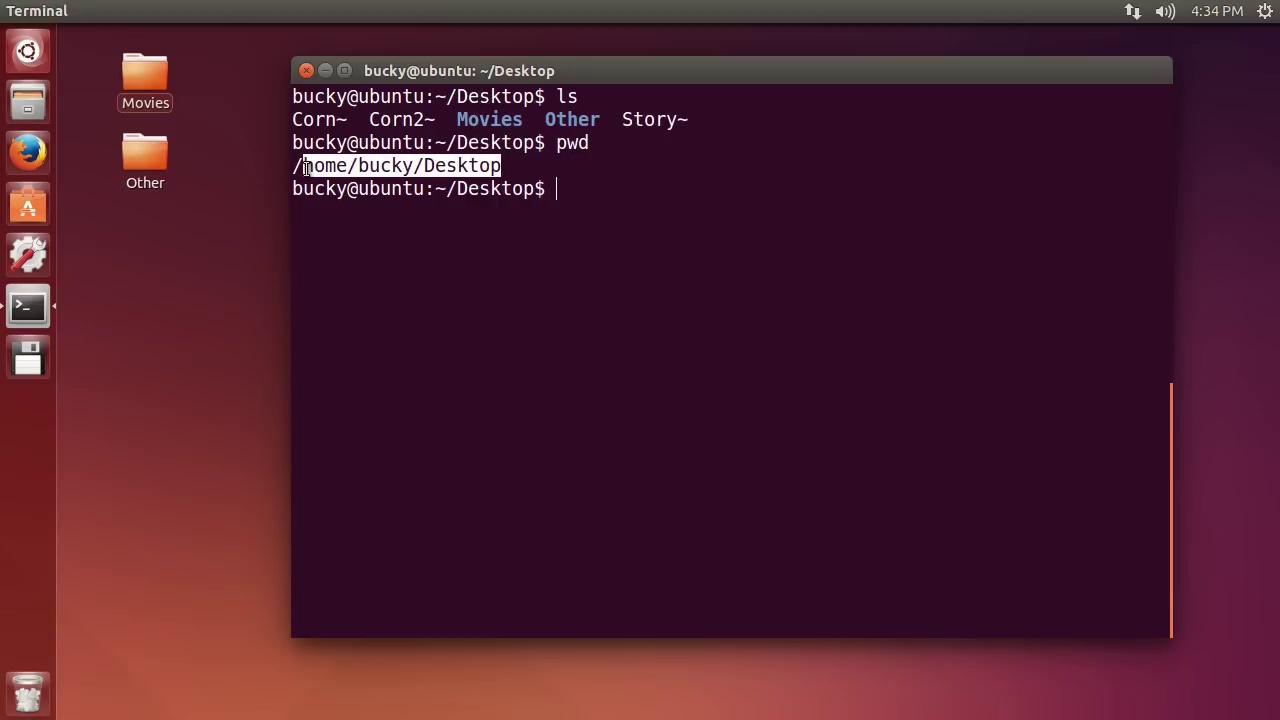 Terminal
4:34 PM
Movies
Other
bucky@ubuntu: ~/Desktop
bucky@ubuntu:~/Desktop$ ls
Corn~  Corn2~  Movies  Other  Story~
bucky@ubuntu:~/Desktop$ pwd
/home/bucky/Desktop
bucky@ubuntu:~/Desktop$